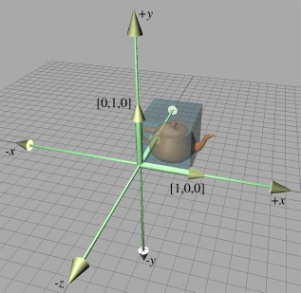 +y
[0,1,0]
-x
[1,0,0]
+x
-y
-z